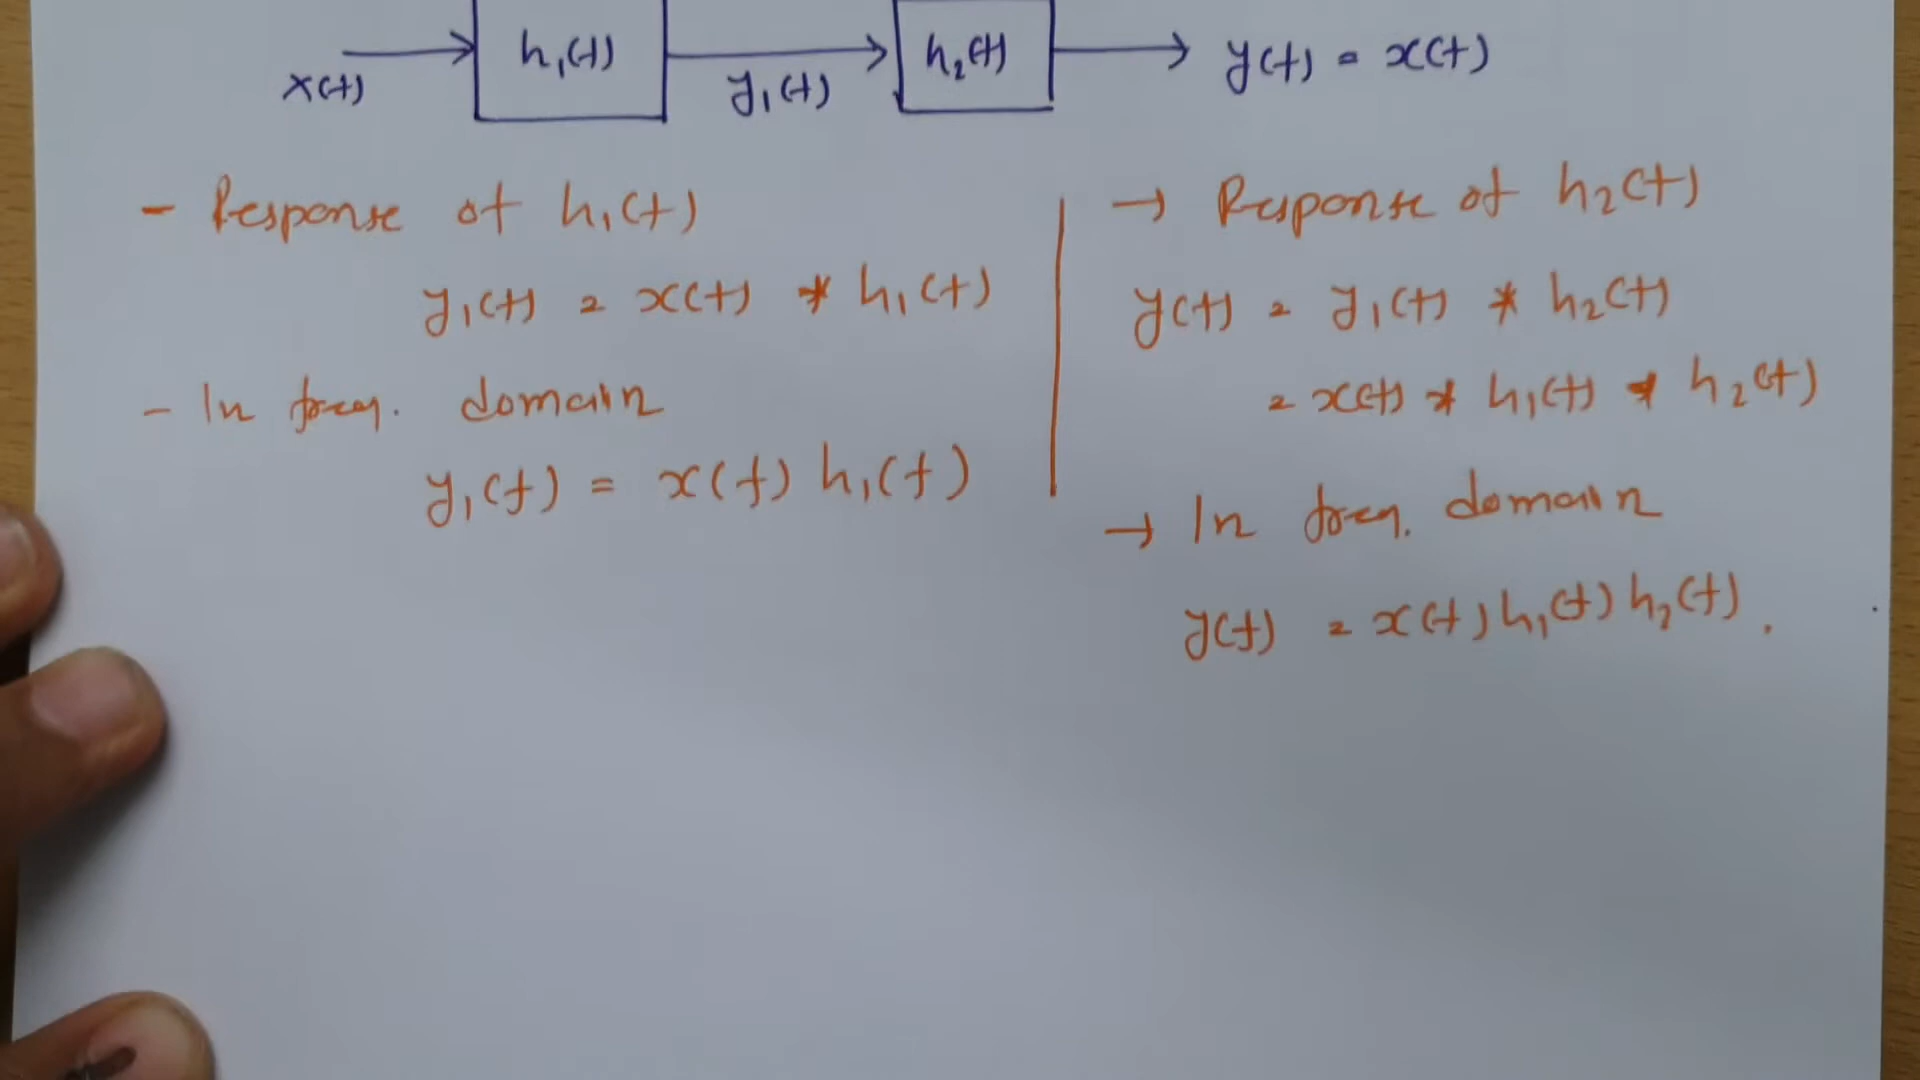 x(t) h₁(t) y₁(t) h₂(t) y(t) = x(t)
- Response of h₁(t)
y₁(t) = x(t) * h₁(t)
- In freq. domain
y₁(f) = x(f) h₁(f)
→ Response of h₂(t)
y(t) = y₁(t) * h₂(t)
= x(t) * h₁(t) * h₂(t)
→ In freq. domain
y(f) = x(f) h₁(f) h₂(f).